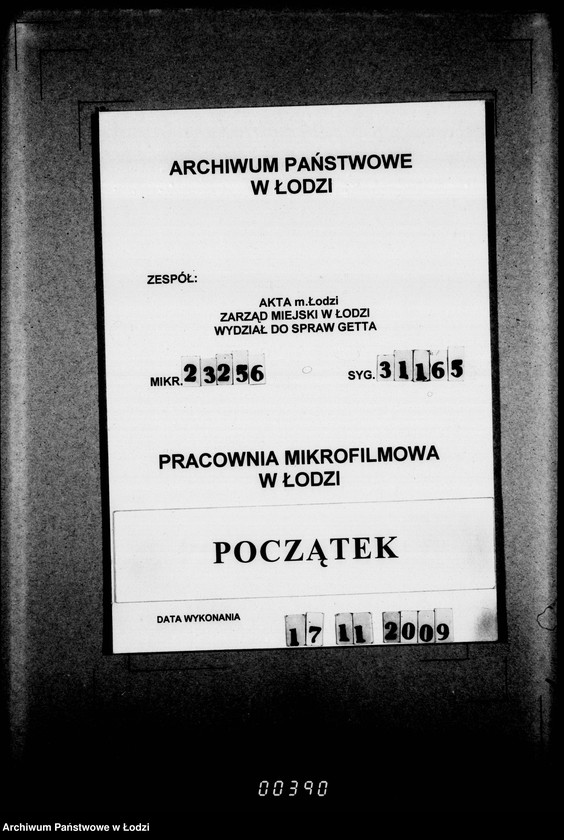 ARCHIWUM PAŃSTWOWE
W ŁODZI
ZESPÓŁ:
AKTA m.Łodzi
ZARZĄD MIEJSKI W ŁODZI
WYDZIAŁ DO SPRAW GETTA
MIKR. 23256 SYG. 31165
PRACOWNIA MIKROFILMOWA
W ŁODZI
POCZĄTEK
DATA WYKONANIA 17 11 2009
00390
Archiwum Państwowe w Łodzi